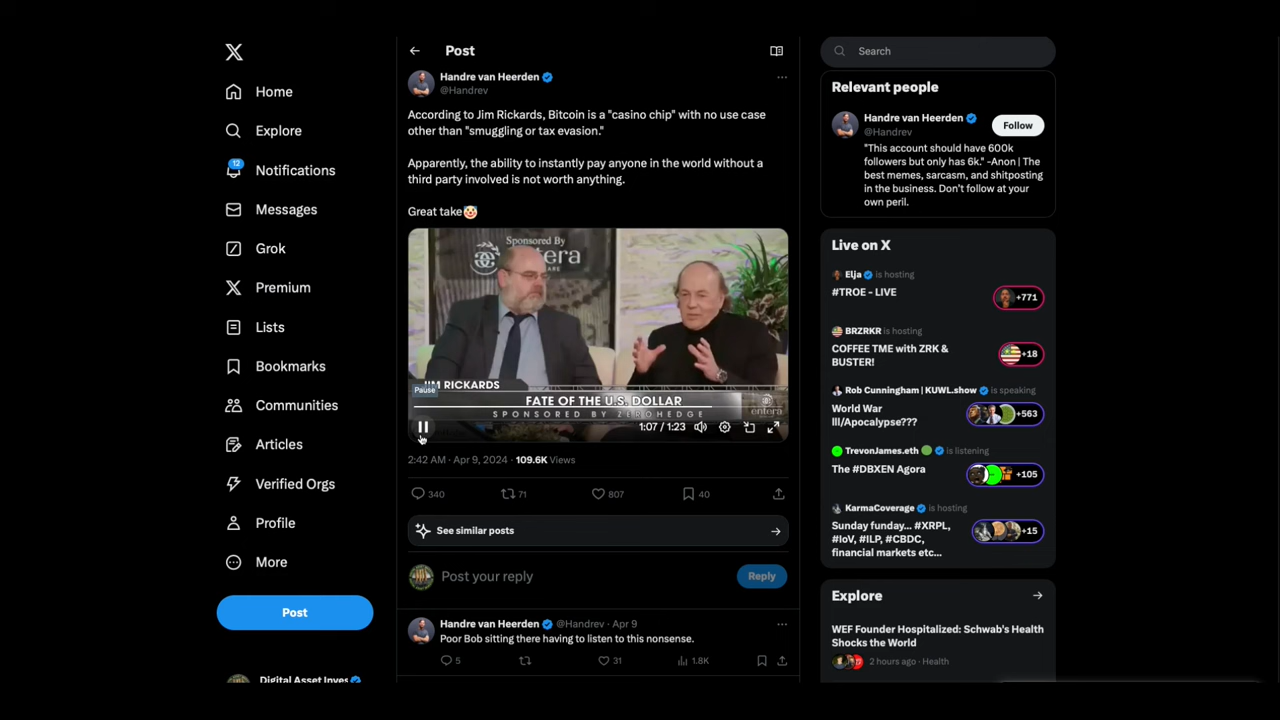 Home
Explore
12
Notifications
Messages
Grok
Premium
Lists
Bookmarks
Communities
Articles
Verified Orgs
Profile
More
Post
Digital Asset Inves
Post
Handre van Heerden
@Handrev
According to Jim Rickards, Bitcoin is a "casino chip" with no use case
other than "smuggling or tax evasion."
Apparently, the ability to instantly pay anyone in the world without a
third party involved is not worth anything.
Great take🤡
Sponsored By
entera
JIM RICKARDS
Pause
FATE OF THE U.S. DOLLAR
SPONSORED BY ZEROHEDGE
entera
1:07 / 1:23
2:42 AM · Apr 9, 2024 · 109.6K Views
340
71
807
40
See similar posts
Post your reply
Reply
Handre van Heerden @Handrev · Apr 9
Poor Bob sitting there having to listen to this nonsense.
5
31
1.8K
Search
Relevant people
Handre van Heerden
@Handrev
Follow
"This account should have 600k
followers but only has 6k." -Anon | The
best memes, sarcasm, and shitposting
in the business. Don't follow at your
own peril.
Live on X
Elja is hosting
#TROE - LIVE
+771
BRZRKR is hosting
COFFEE TME with ZRK &
BUSTER!
+18
Rob Cunningham | KUWL.show is speaking
World War
III/Apocalypse???
+563
TrevonJames.eth is listening
The #DBXEN Agora
+105
KarmaCoverage is hosting
Sunday funday... #XRPL,
#IoV, #ILP, #CBDC,
financial markets etc...
+15
Explore
WEF Founder Hospitalized: Schwab's Health
Shocks the World
2 hours ago · Health